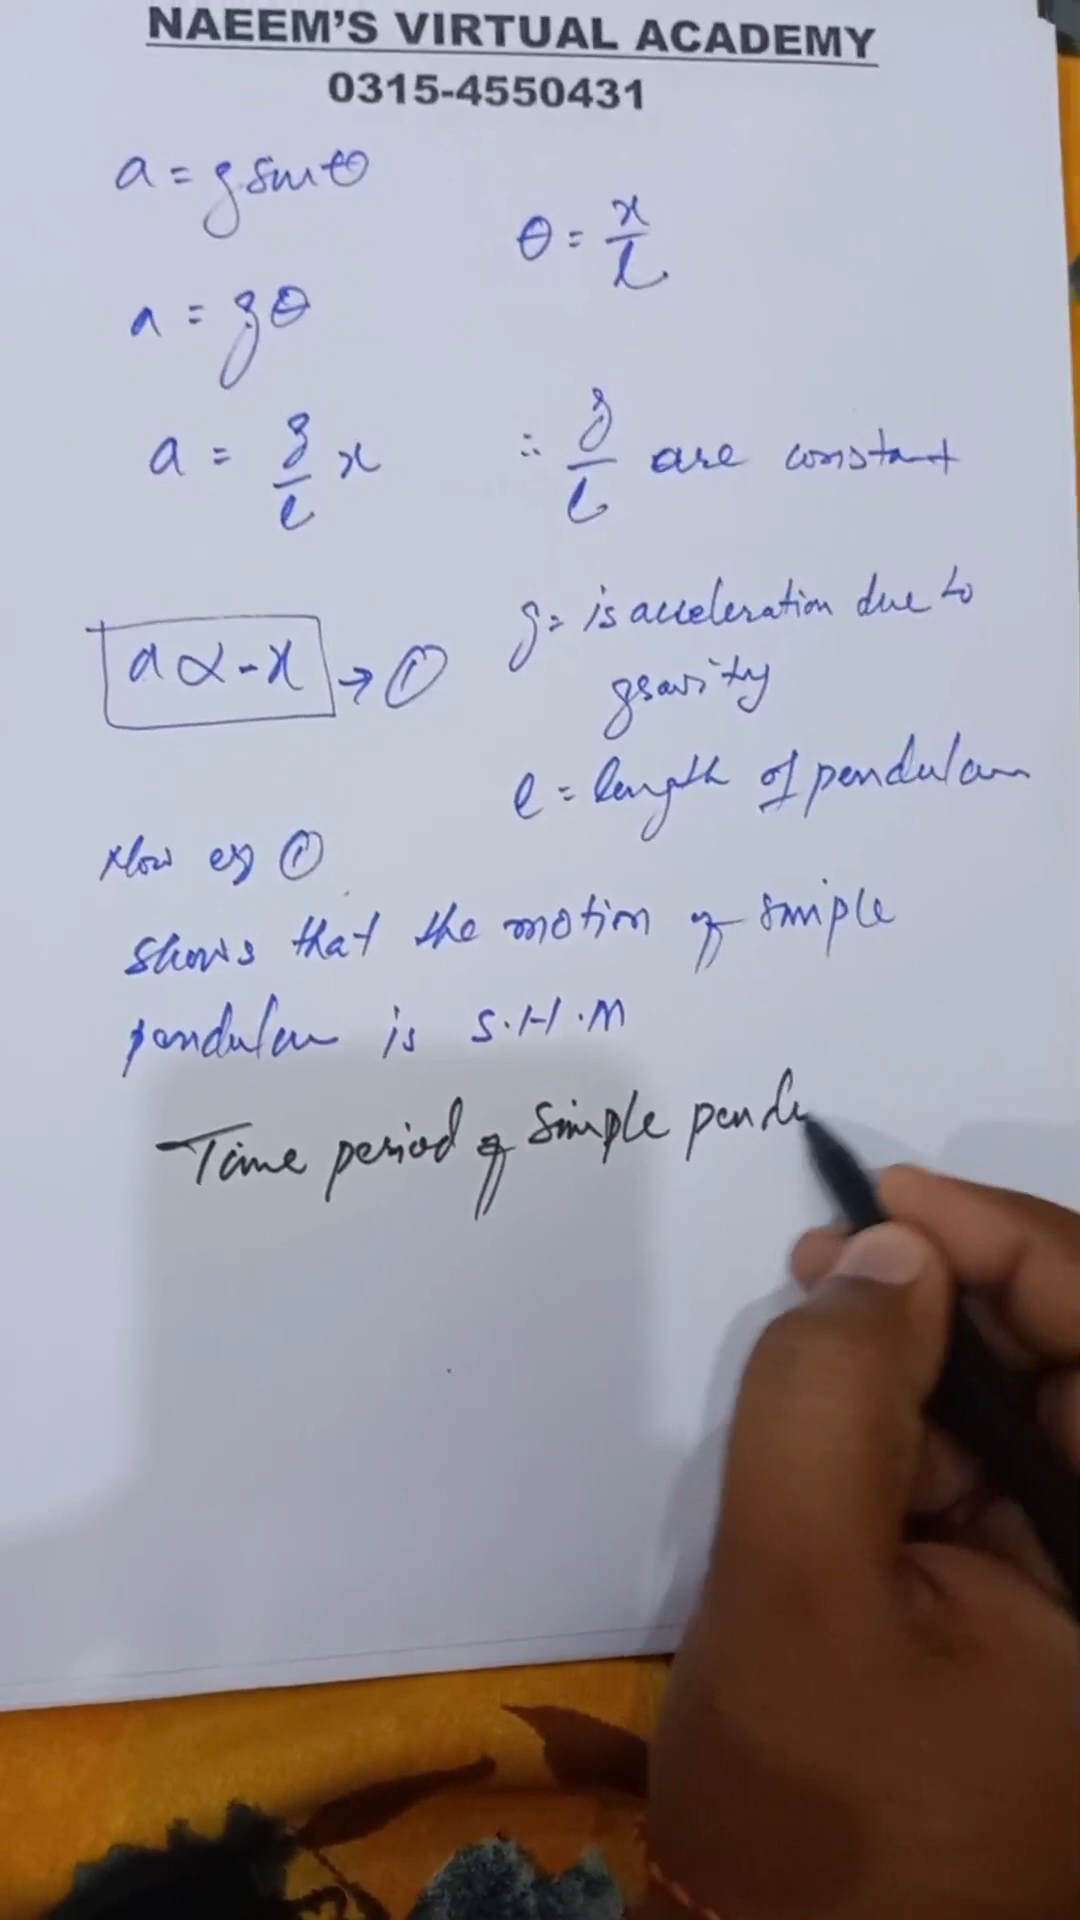 NAEEM'S VIRTUAL ACADEMY
0315-4550431
a = g sinθ
θ = x/l
a = gθ
a = g/l x ∴ g/l are constant
g = is acceleration due to
gravity
a α - x → ①
l = length of pendulum
Now eq ①
shows that the motion of simple
pendulum is S.H.M
Time period of Simple pendu